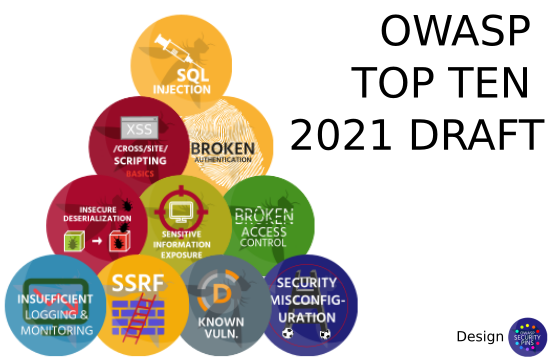 OWASP
TOP TEN
2021 DRAFT
SQL
INJECTION
XSS
/CROSS/SITE/
SCRIPTING
BASICS
BROKEN
AUTHENTICATION
INSECURE
DESERIALIZATION
SENSITIVE
INFORMATION
EXPOSURE
BROKEN
ACCESS
CONTROL
INSUFFICIENT
LOGGING &
MONITORING
SSRF
D
KNOWN
VULN.
SECURITY
MISCONFIG-
URATION
Design
OWASP
SECURITY
PINS